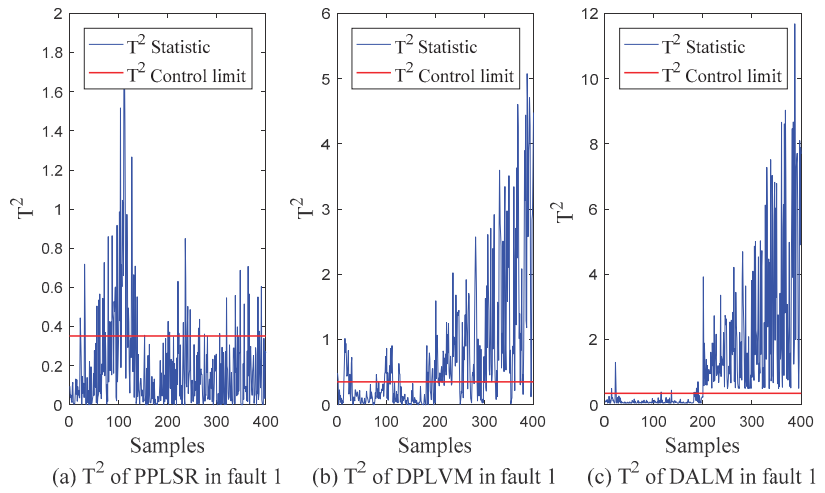 2
1.8
1.6
1.4
1.2
1
0.8
0.6
0.4
0.2
0
T²
T² Statistic
T² Control limit
0 100 200 300 400
Samples
(a) T² of PPLSR in fault 1
6
5
4
3
2
1
0
T²
T² Statistic
T² Control limit
0 100 200 300 400
Samples
(b) T² of DPLVM in fault 1
12
10
8
6
4
2
0
T²
T² Statistic
T² Control limit
0 100 200 300 400
Samples
(c) T² of DALM in fault 1